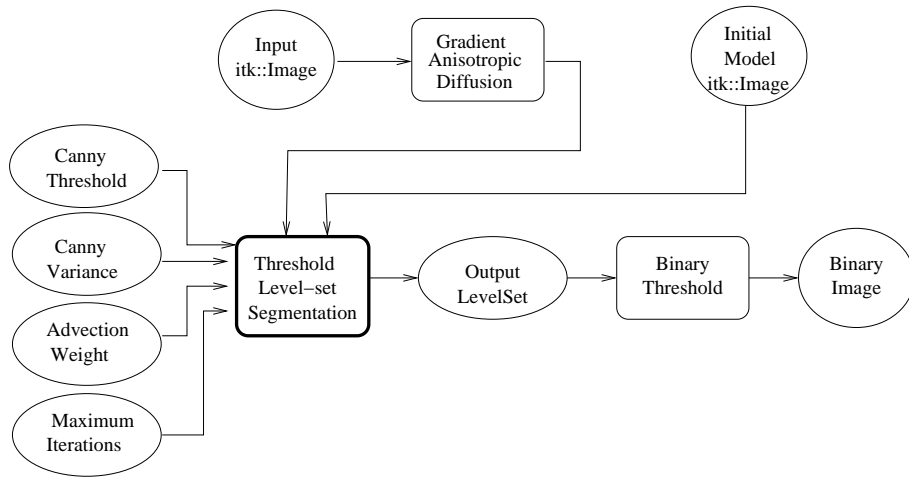 Input
itk::Image
Gradient
Anisotropic
Diffusion
Initial
Model
itk::Image
Canny
Threshold
Canny
Variance
Advection
Weight
Maximum
Iterations
Threshold
Level−set
Segmentation
Output
LevelSet
Binary
Threshold
Binary
Image